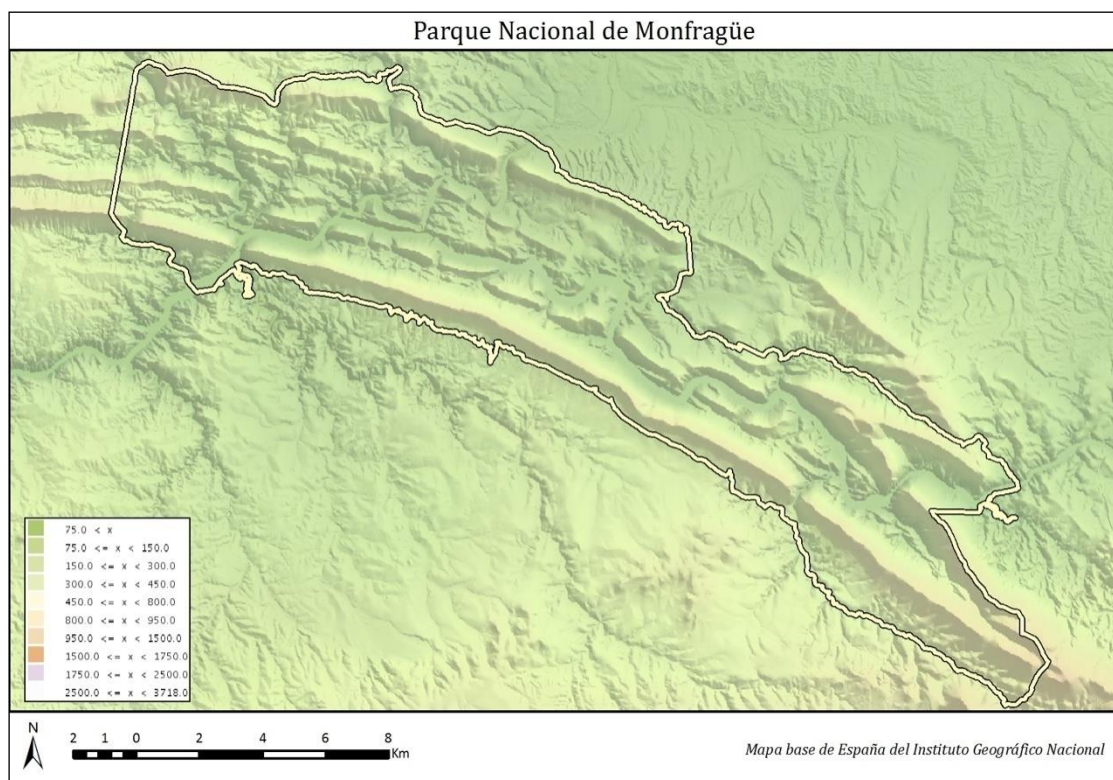 Parque Nacional de Monfragüe
75.0 < x
75.0 <= x < 150.0
150.0 <= x < 300.0
300.0 <= x < 450.0
450.0 <= x < 800.0
800.0 <= x < 950.0
950.0 <= x < 1500.0
1500.0 <= x < 1750.0
1750.0 <= x < 2500.0
2500.0 <= x < 3718.0
N
2 1 0 2 4 6 8
Km
Mapa base de España del Instituto Geográfico Nacional